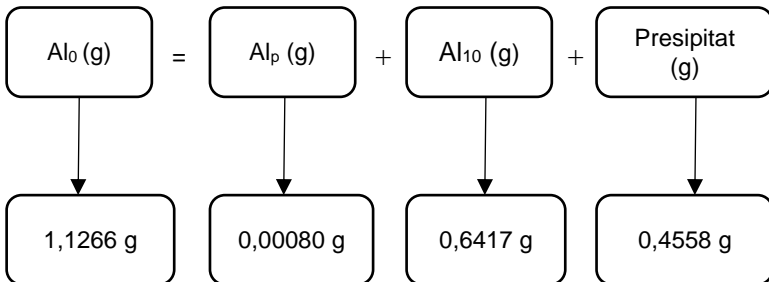 Al₀ (g) = Alₚ (g) + Al₁₀ (g) + Presipitat
(g)
1,1266 g 0,00080 g 0,6417 g 0,4558 g